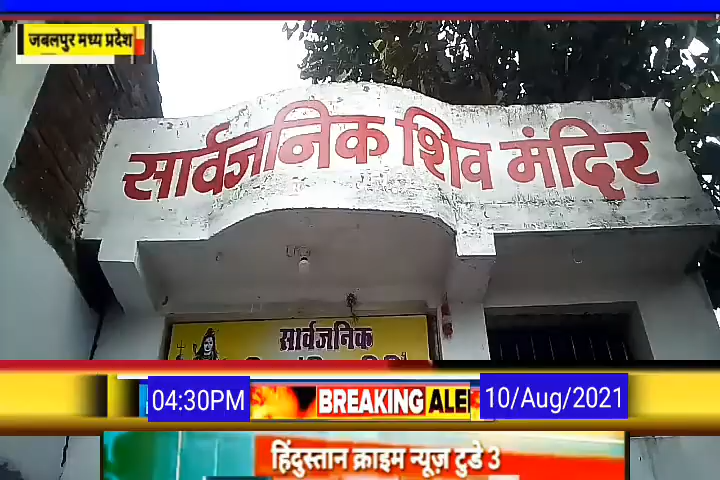 जबलपुर मध्य प्रदेश
सार्वजनिक शिव मंदिर
सार्वजनिक
04:30PM
BREAKING ALE
10/Aug/2021
हिंदुस्तान क्राइम न्यूज़ टुडे 3